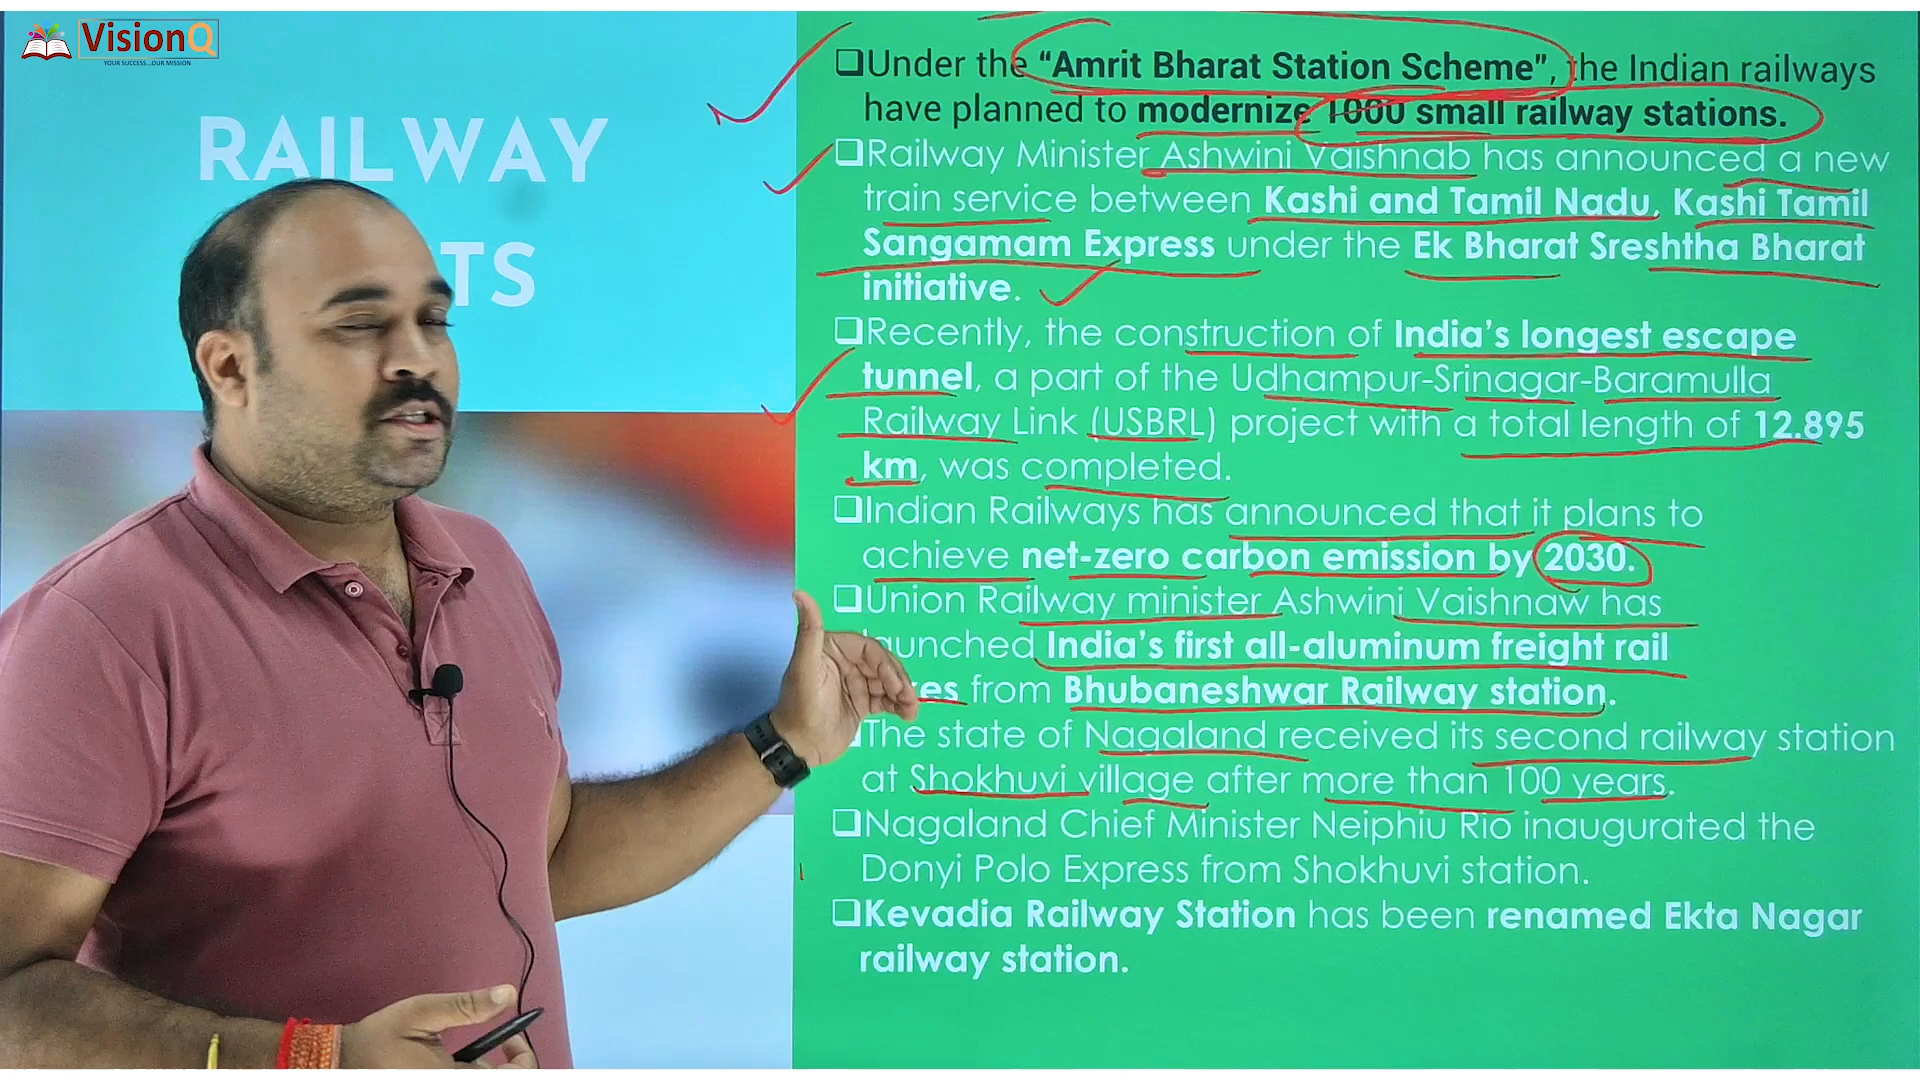 VisionQ
YOUR SUCCESS...OUR MISSION
RAILWAY
TS
❑Under the “Amrit Bharat Station Scheme”, the Indian railways
have planned to modernize 1000 small railway stations.
❑Railway Minister Ashwini Vaishnab has announced a new
train service between Kashi and Tamil Nadu, Kashi Tamil
Sangamam Express under the Ek Bharat Sreshtha Bharat
initiative.
❑Recently, the construction of India’s longest escape
tunnel, a part of the Udhampur-Srinagar-Baramulla
Railway Link (USBRL) project with a total length of 12.895
km, was completed.
❑Indian Railways has announced that it plans to
achieve net-zero carbon emission by 2030.
❑Union Railway minister Ashwini Vaishnaw has
launched India’s first all-aluminum freight rail
kes from Bhubaneshwar Railway station.
The state of Nagaland received its second railway station
at Shokhuvi village after more than 100 years.
❑Nagaland Chief Minister Neiphiu Rio inaugurated the
Donyi Polo Express from Shokhuvi station.
❑Kevadia Railway Station has been renamed Ekta Nagar
railway station.